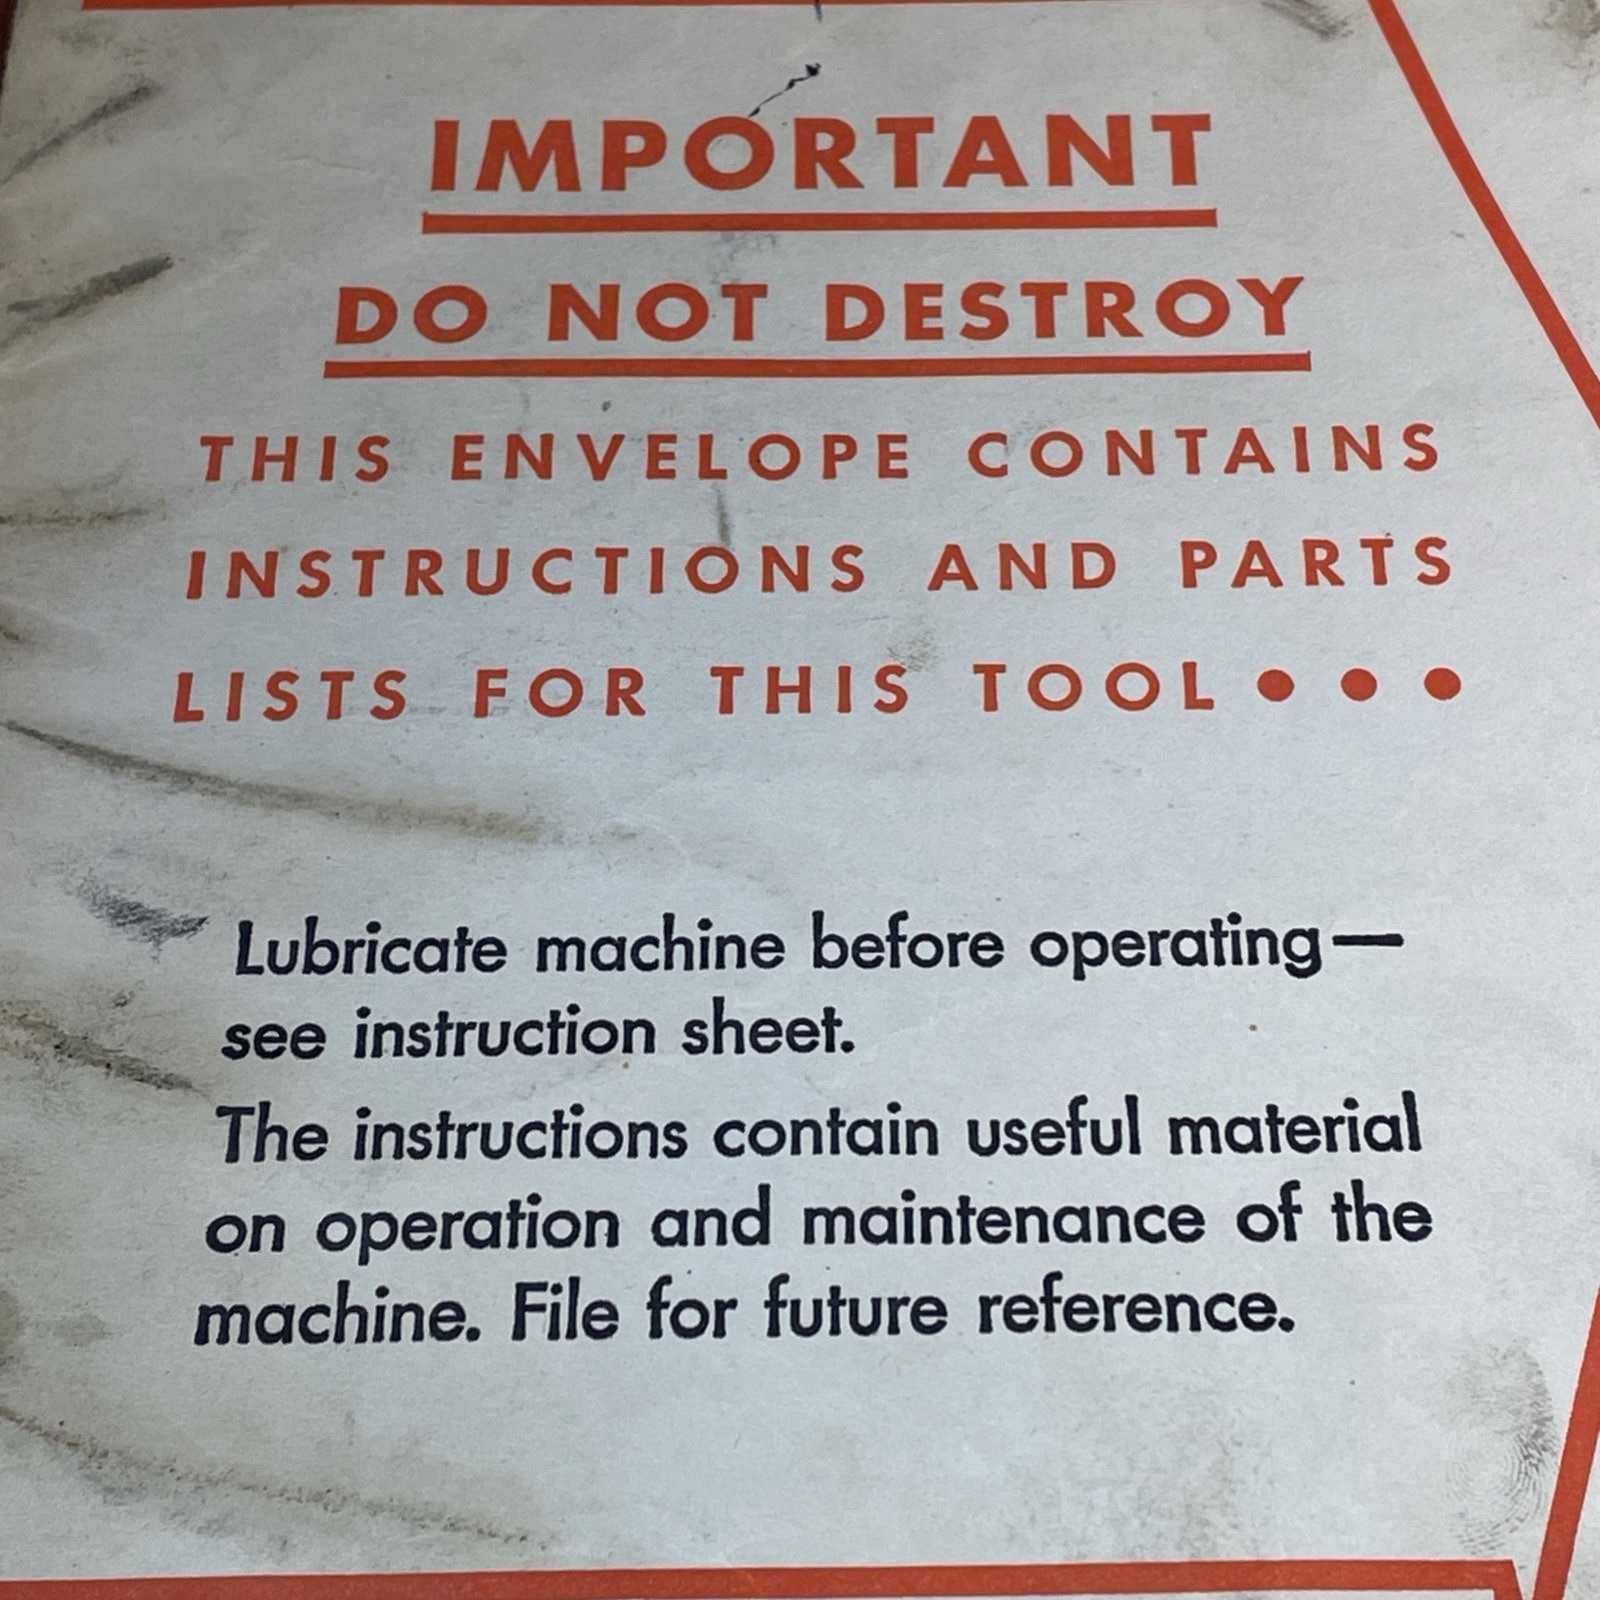 IMPORTANT
DO NOT DESTROY
THIS ENVELOPE CONTAINS
INSTRUCTIONS AND PARTS
LISTS FOR THIS TOOL • • •
Lubricate machine before operating—
see instruction sheet.
The instructions contain useful material
on operation and maintenance of the
machine. File for future reference.